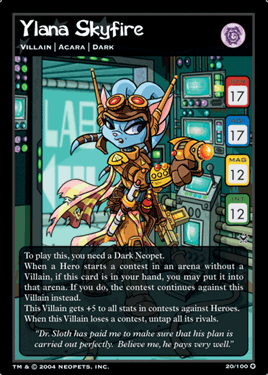 Ylana Skyfire
VILLAIN | ACARA | DARK
17
17
MAG
12
INT
12
LAB
To play this, you need a Dark Neopet.
When a Hero starts a contest in an arena without a
Villain, if this card is in your hand, you may put it into
that arena. If you do, the contest continues against this
Villain instead.
This Villain gets +5 to all stats in contests against Heroes.
When this Villain loses a contest, untap all its rivals.
"Dr. Sloth has paid me to make sure that his plan is
carried out perfectly. Believe me, he pays very well."
TM & © 2004 NEOPETS, INC.
20/100